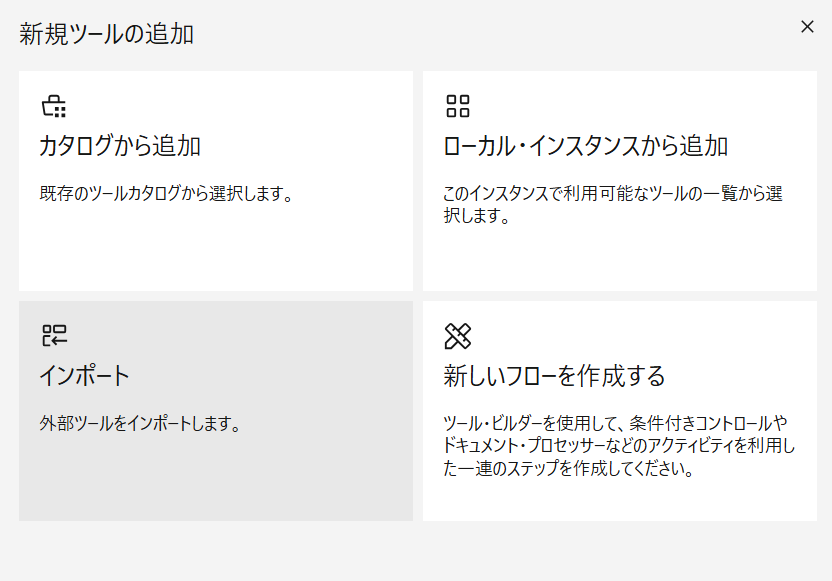 新規ツールの追加
カタログから追加
既存のツールカタログから選択します。
ローカル・インスタンスから追加
このインスタンスで利用可能なツールの一覧から選
択します。
インポート
外部ツールをインポートします。
新しいフローを作成する
ツール・ビルダーを使用して、条件付きコントロールや
ドキュメント・プロセッサーなどのアクティビティを利用し
た一連のステップを作成してください。